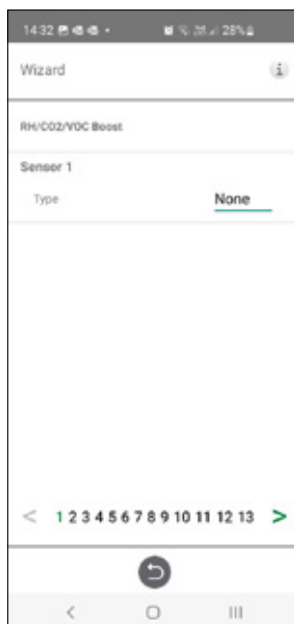 14:32 28%
Wizard i
RH/CO2/VOC Boost
Sensor 1
Type None
< 1 2 3 4 5 6 7 8 9 10 11 12 13 >